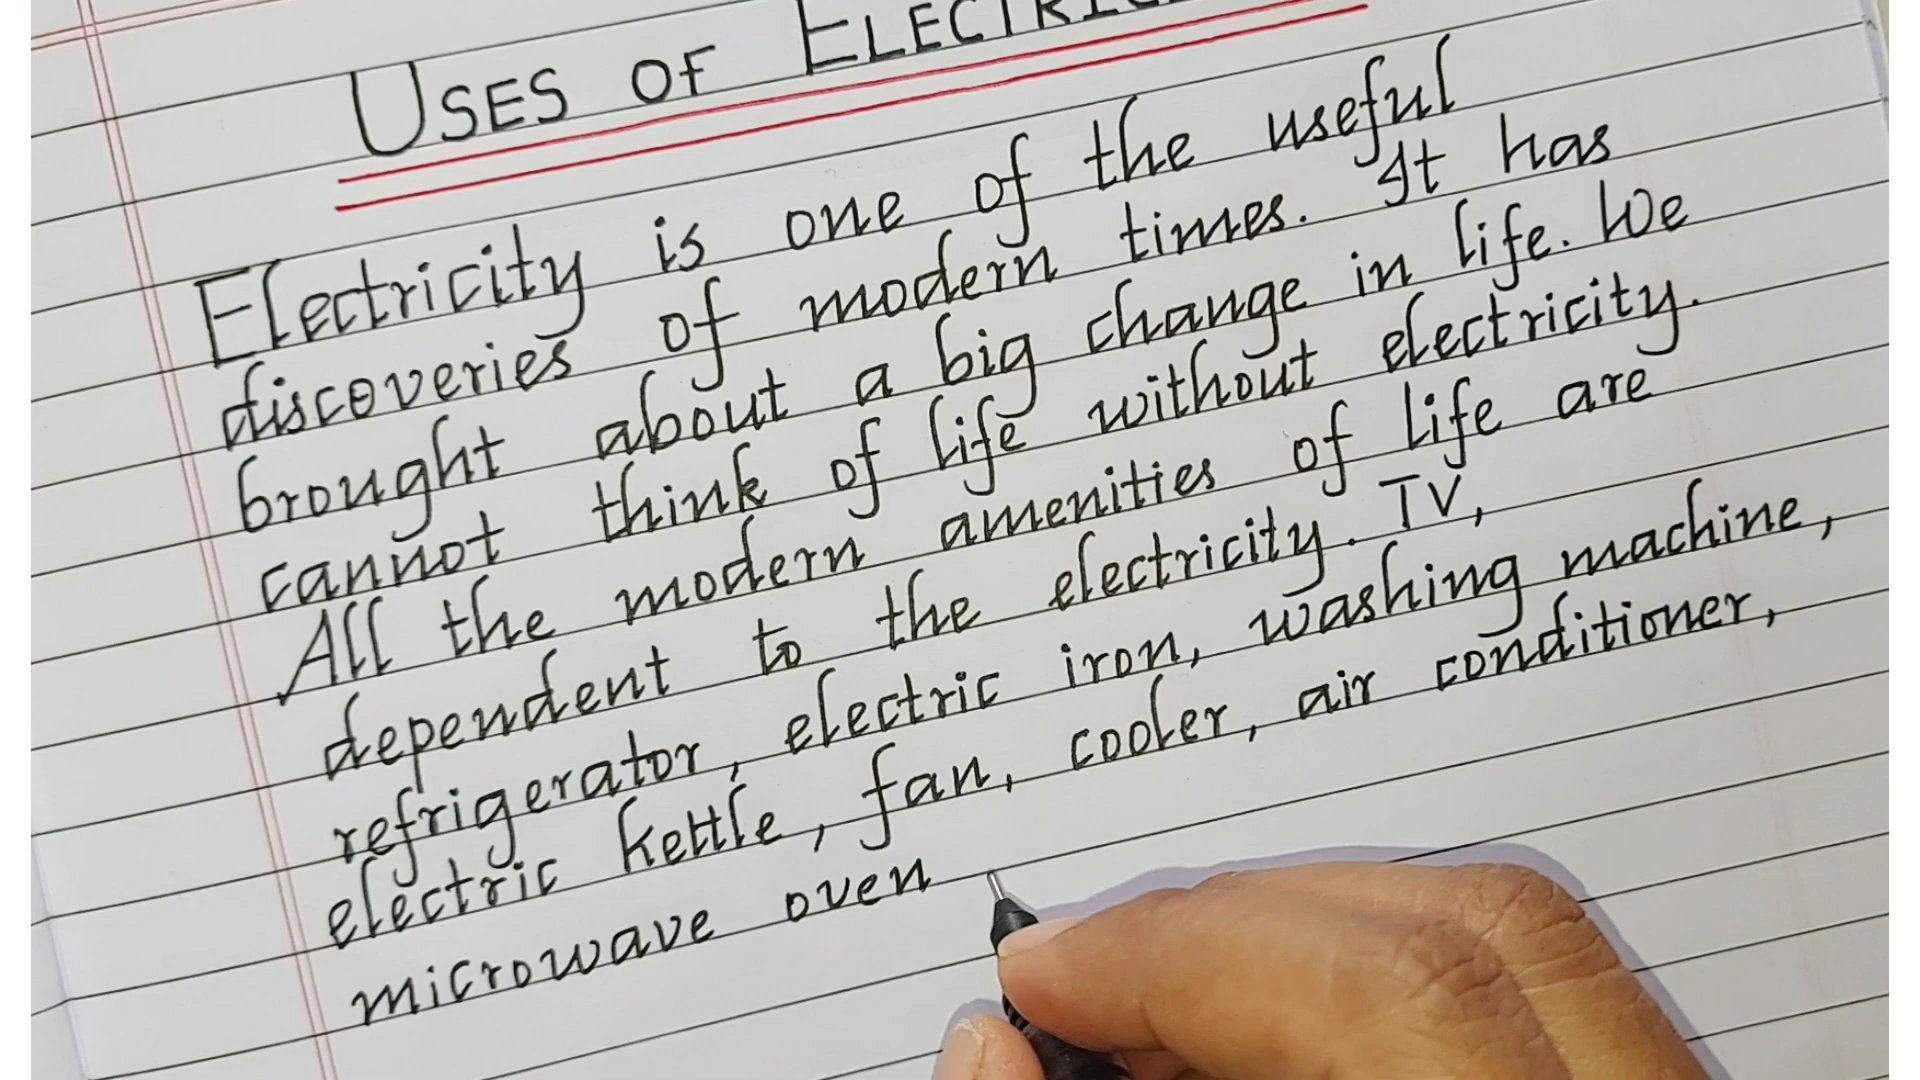 USES OF ELECTRIC
Electricity is one of the useful
discoveries of modern times. It has
brought about a big change in life. We
cannot think of life without electricity.
All the modern amenities of life are
dependent to the electricity. TV,
refrigerator, electric iron, washing machine,
electric kettle, fan, cooler, air conditioner,
microwave oven